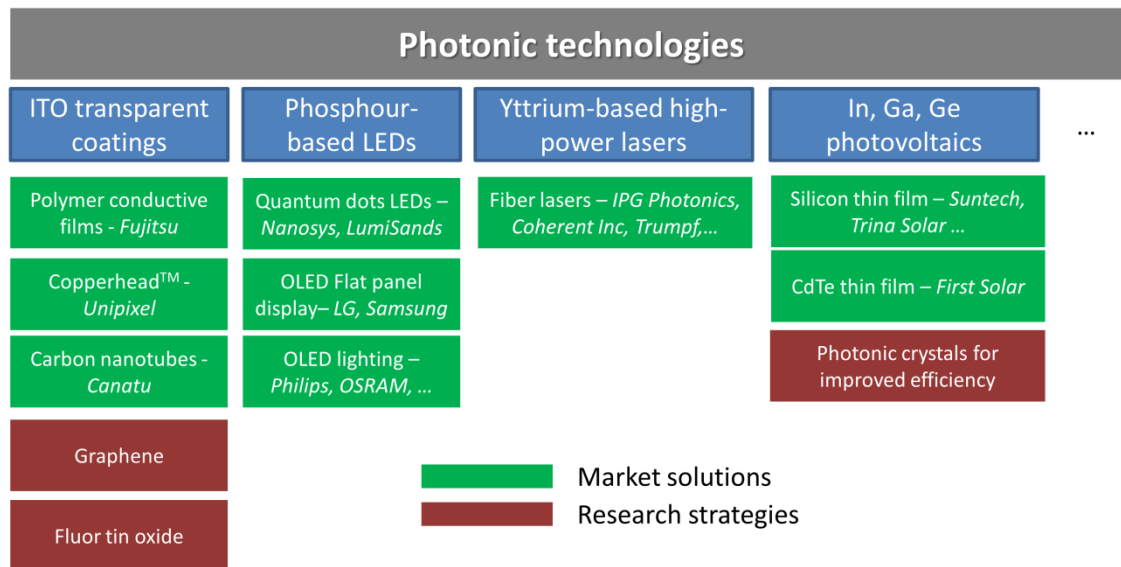 Photonic technologies
ITO transparent
coatings
Phosphour-
based LEDs
Yttrium-based high-
power lasers
In, Ga, Ge
photovoltaics
...
Polymer conductive
films - Fujitsu
Copperhead™ -
Unipixel
Carbon nanotubes -
Canatu
Graphene
Fluor tin oxide
Quantum dots LEDs –
Nanosys, LumiSands
OLED Flat panel
display– LG, Samsung
OLED lighting –
Philips, OSRAM, ...
Fiber lasers – IPG Photonics,
Coherent Inc, Trumpf,...
Silicon thin film – Suntech,
Trina Solar ...
CdTe thin film – First Solar
Photonic crystals for
improved efficiency
Market solutions
Research strategies